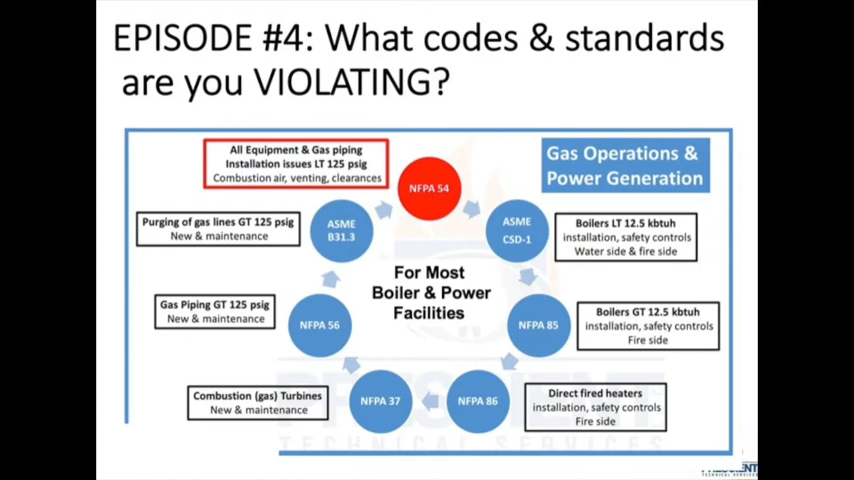 EPISODE #4: What codes & standards
are you VIOLATING?
All Equipment & Gas piping
Installation issues LT 125 psig
Combustion air, venting, clearances
Gas Operations &
Power Generation
NFPA 54
Purging of gas lines GT 125 psig
New & maintenance
ASME
B31.3
ASME
CSD-1
Boilers LT 12.5 kbtuh
installation, safety controls
Water side & fire side
For Most
Boiler & Power
Facilities
Gas Piping GT 125 psig
New & maintenance
NFPA 56
NFPA 85
Boilers GT 12.5 kbtuh
installation, safety controls
Fire side
Combustion (gas) Turbines
New & maintenance
NFPA 37
NFPA 86
Direct fired heaters
installation, safety controls
Fire side
TECHNICAL SERVICES